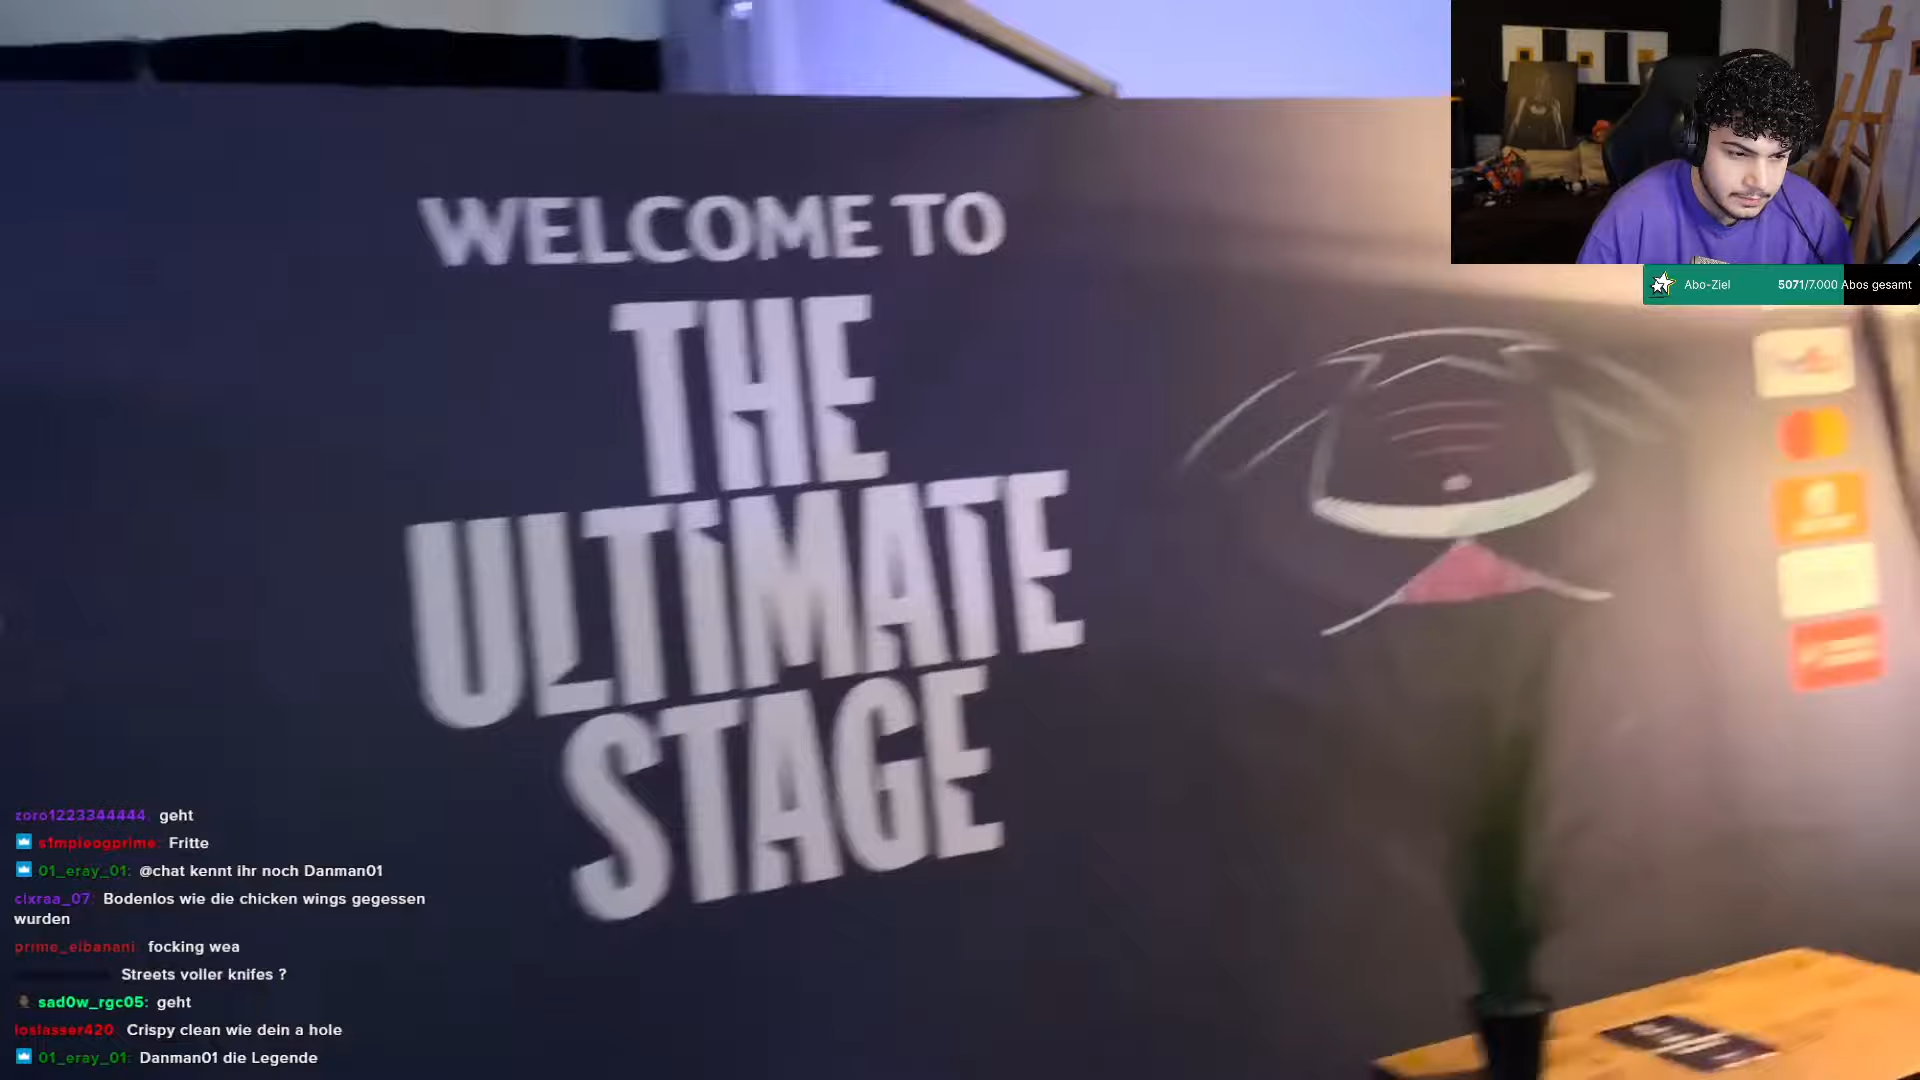 WELCOME TO
THE
ULTIMATE
STAGE
Abo-Ziel 5071/7.000 Abos gesamt
zoro1223344444: geht
s1mpleogprime: Fritte
01_eray_01: @chat kennt ihr noch Danman01
cixraa_07: Bodenlos wie die chicken wings gegessen
wurden
prime_elbanani: focking wea
Streets voller knifes ?
sad0w_rgc05: geht
loslasser420: Crispy clean wie dein a hole
01_eray_01: Danman01 die Legende